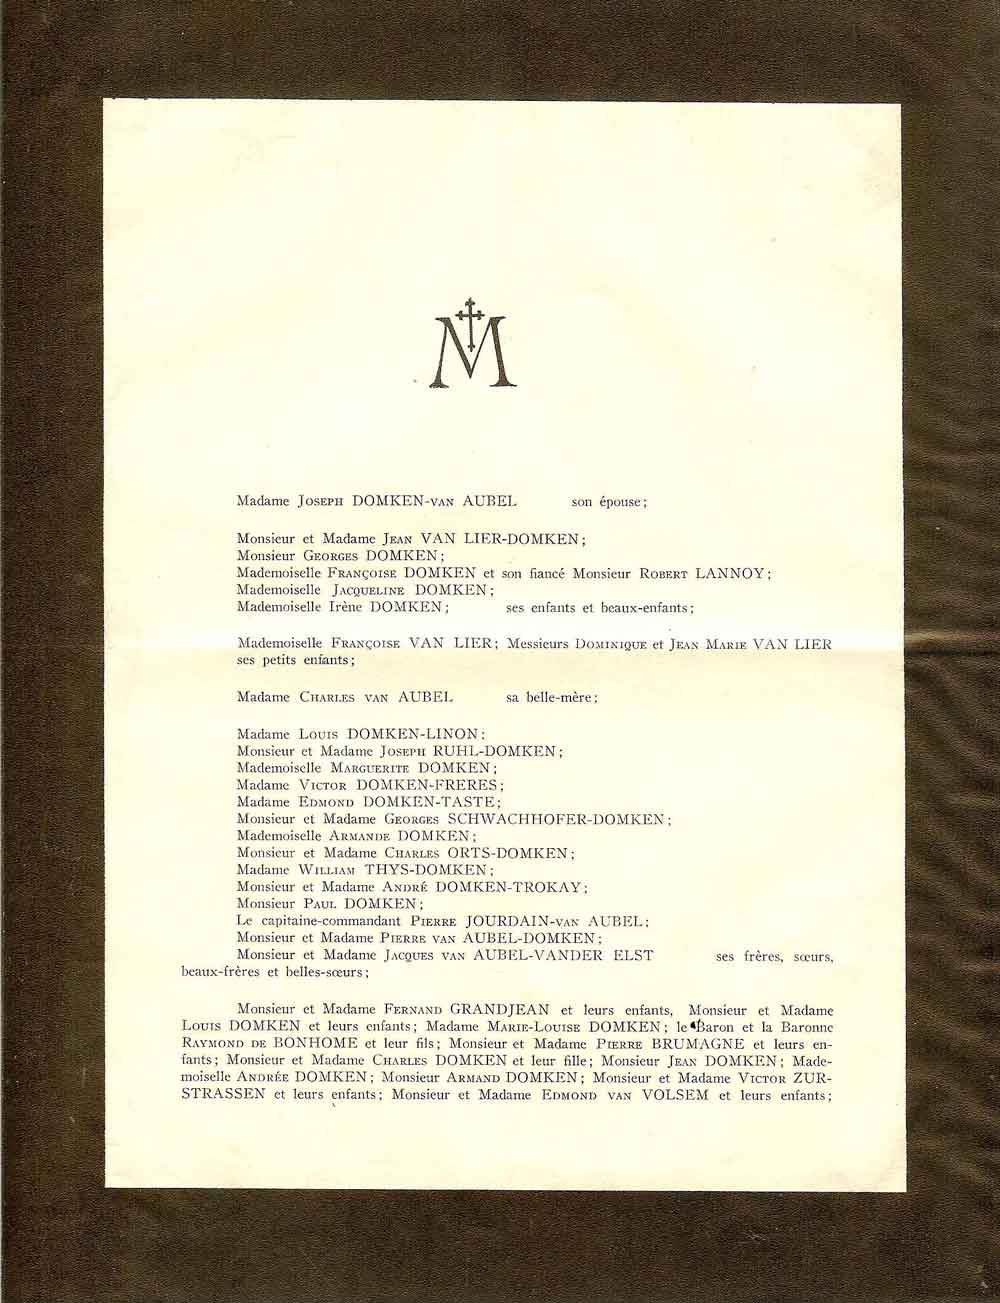 M
Madame Joseph DOMKEN-van AUBEL son épouse;
Monsieur et Madame Jean VAN LIER-DOMKEN;
Monsieur Georges DOMKEN;
Mademoiselle Françoise DOMKEN et son fiancé Monsieur Robert LANNOY;
Mademoiselle Jacqueline DOMKEN;
Mademoiselle Irène DOMKEN; ses enfants et beaux-enfants;
Mademoiselle Françoise VAN LIER; Messieurs Dominique et Jean Marie VAN LIER
ses petits enfants;
Madame Charles van AUBEL sa belle-mère;
Madame Louis DOMKEN-LINON;
Monsieur et Madame Joseph RUHL-DOMKEN;
Mademoiselle Marguerite DOMKEN;
Madame Victor DOMKEN-FRERES;
Madame Edmond DOMKEN-TASTE;
Monsieur et Madame Georges SCHWACHHOFER-DOMKEN;
Mademoiselle Armande DOMKEN;
Monsieur et Madame Charles ORTS-DOMKEN;
Madame William THYS-DOMKEN;
Monsieur et Madame André DOMKEN-TROKAY;
Monsieur Paul DOMKEN;
Le capitaine-commandant Pierre JOURDAIN-van AUBEL;
Monsieur et Madame Pierre van AUBEL-DOMKEN;
Monsieur et Madame Jacques van AUBEL-VANDER ELST ses frères, sœurs,
beaux-frères et belles-sœurs;
Monsieur et Madame Fernand GRANDJEAN et leurs enfants, Monsieur et Madame
Louis DOMKEN et leurs enfants; Madame Marie-Louise DOMKEN; le Baron et la Baronne
Raymond de BONHOME et leur fils; Monsieur et Madame Pierre BRUMAGNE et leurs en-
fants; Monsieur et Madame Charles DOMKEN et leur fille; Monsieur Jean DOMKEN; Made-
moiselle Andrée DOMKEN; Monsieur Armand DOMKEN; Monsieur et Madame Victor ZUR-
STRASSEN et leurs enfants; Monsieur et Madame Edmond van VOLSEM et leurs enfants;